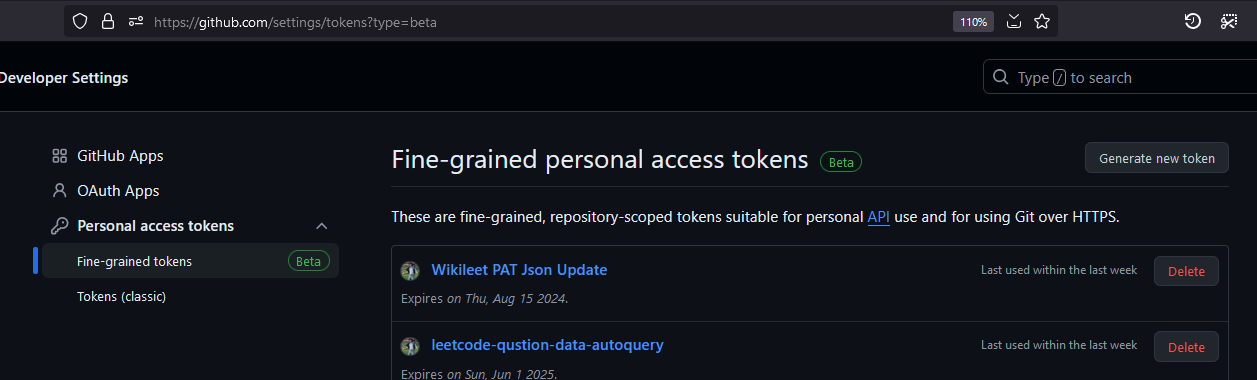 https://github.com/settings/tokens?type=beta
110%
Developer Settings
Type / to search
GitHub Apps
OAuth Apps
Personal access tokens
Fine-grained tokens Beta
Tokens (classic)
Fine-grained personal access tokens Beta
Generate new token
These are fine-grained, repository-scoped tokens suitable for personal API use and for using Git over HTTPS.
Wikileet PAT Json Update
Last used within the last week
Delete
Expires on Thu, Aug 15 2024.
leetcode-qustion-data-autoquery
Last used within the last week
Delete
Expires on Sun, Jun 1 2025.